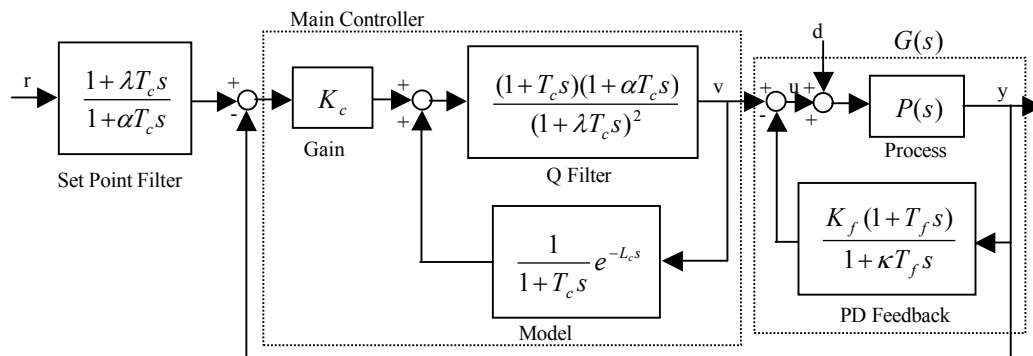 Main Controller
G(s)
r
1 + λT_c s / 1 + αT_c s
Set Point Filter
+
-
K_c
Gain
+
+
(1 + T_c s)(1 + αT_c s) / (1 + λT_c s)^2
Q Filter
v
1 / 1 + T_c s e^{-L_c s}
Model
d
+
-
u
+
+
P(s)
Process
y
K_f (1 + T_f s) / 1 + κT_f s
PD Feedback